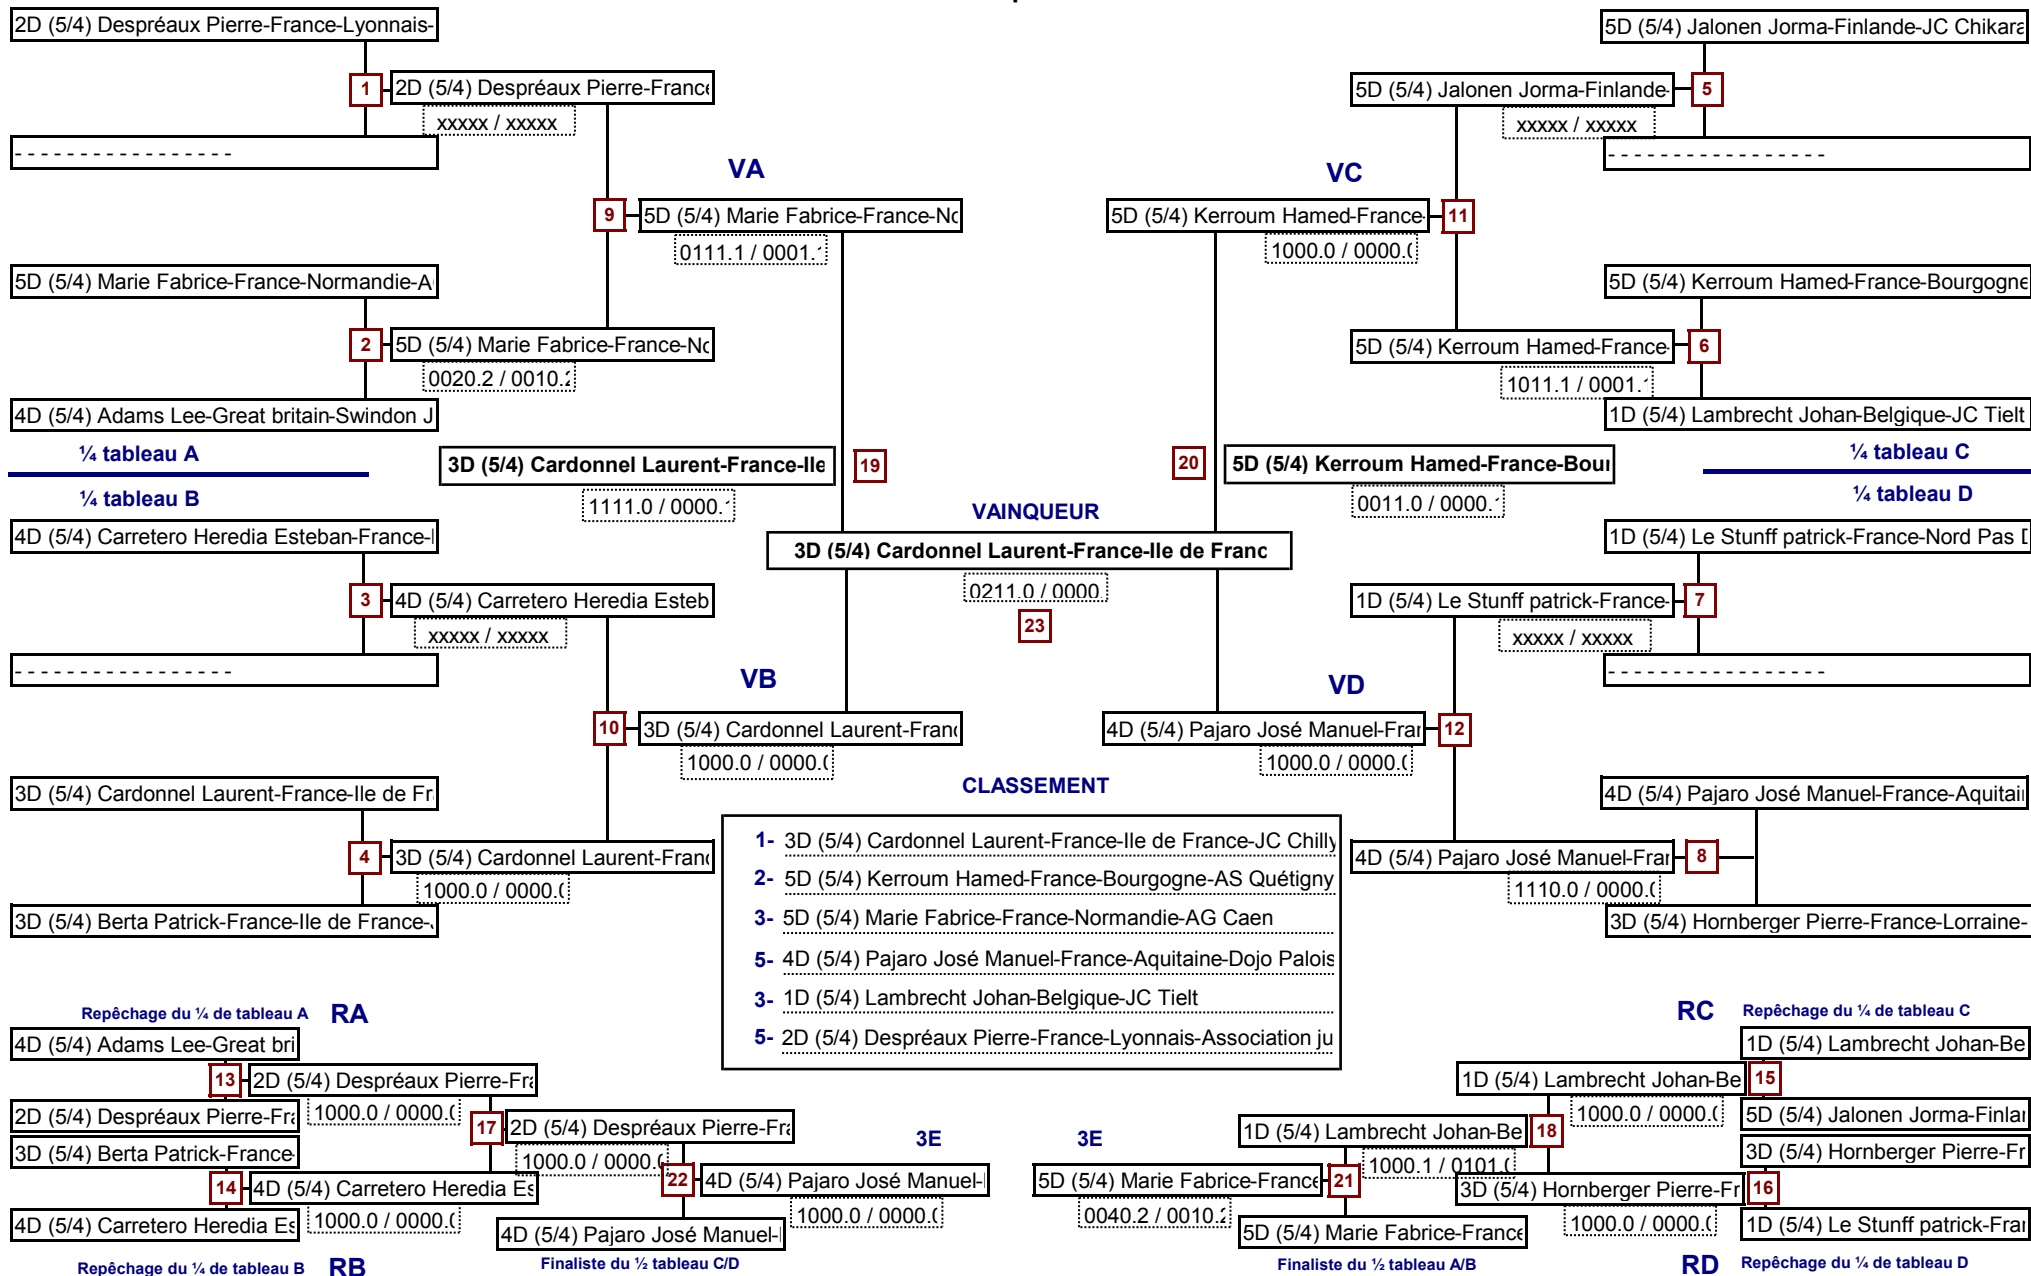 2D (5/4) Despréaux Pierre-France-Lyonnais-
1
2D (5/4) Despréaux Pierre-France
xxxxx / xxxxx
- - - - - - - - - - - - - - - -
VA
9
5D (5/4) Marie Fabrice-France-No
0111.1 / 0001.1
5D (5/4) Marie Fabrice-France-Normandie-A
2
5D (5/4) Marie Fabrice-France-No
0020.2 / 0010.2
4D (5/4) Adams Lee-Great britain-Swindon J
¼ tableau A
¼ tableau B
3D (5/4) Cardonnel Laurent-France-Ile
19
1111.0 / 0000.1
4D (5/4) Carretero Heredia Esteban-France-
3
4D (5/4) Carretero Heredia Esteb
xxxxx / xxxxx
- - - - - - - - - - - - - - - -
VB
10
3D (5/4) Cardonnel Laurent-Franc
1000.0 / 0000.0
3D (5/4) Cardonnel Laurent-France-Ile de Fr
4
3D (5/4) Cardonnel Laurent-Franc
1000.0 / 0000.0
3D (5/4) Berta Patrick-France-Ile de France-
5D (5/4) Jalonen Jorma-Finlande-JC Chikara
5D (5/4) Jalonen Jorma-Finlande-
5
xxxxx / xxxxx
- - - - - - - - - - - - - - - -
VC
5D (5/4) Kerroum Hamed-France-
11
1000.0 / 0000.0
5D (5/4) Kerroum Hamed-France-Bourgogne
5D (5/4) Kerroum Hamed-France-
6
1011.1 / 0001.1
1D (5/4) Lambrecht Johan-Belgique-JC Tielt
¼ tableau C
¼ tableau D
20
5D (5/4) Kerroum Hamed-France-Bour
0011.0 / 0000.1
VAINQUEUR
3D (5/4) Cardonnel Laurent-France-Ile de Franc
0211.0 / 0000.
23
1D (5/4) Le Stunff patrick-France-Nord Pas D
1D (5/4) Le Stunff patrick-France-
7
xxxxx / xxxxx
- - - - - - - - - - - - - - - -
VD
4D (5/4) Pajaro José Manuel-Fran
12
1000.0 / 0000.0
4D (5/4) Pajaro José Manuel-France-Aquitain
4D (5/4) Pajaro José Manuel-Fran
8
1110.0 / 0000.0
3D (5/4) Hornberger Pierre-France-Lorraine-
CLASSEMENT
1- 3D (5/4) Cardonnel Laurent-France-Ile de France-JC Chilly
2- 5D (5/4) Kerroum Hamed-France-Bourgogne-AS Quétigny
3- 5D (5/4) Marie Fabrice-France-Normandie-AG Caen
5- 4D (5/4) Pajaro José Manuel-France-Aquitaine-Dojo Palois
3- 1D (5/4) Lambrecht Johan-Belgique-JC Tielt
5- 2D (5/4) Despréaux Pierre-France-Lyonnais-Association ju
Repêchage du ¼ de tableau A RA
4D (5/4) Adams Lee-Great bri
13
2D (5/4) Despréaux Pierre-Fra
2D (5/4) Despréaux Pierre-Fra
1000.0 / 0000.0
3D (5/4) Berta Patrick-France-
17
2D (5/4) Despréaux Pierre-Fra
1000.0 / 0000.0
14
4D (5/4) Carretero Heredia Es
4D (5/4) Carretero Heredia Es
1000.0 / 0000.0
22
4D (5/4) Pajaro José Manuel-
1000.0 / 0000.0
4D (5/4) Pajaro José Manuel-
Repêchage du ¼ de tableau B RB
Finaliste du ½ tableau C/D
3E
3E
RC Repêchage du ¼ de tableau C
1D (5/4) Lambrecht Johan-Be
1D (5/4) Lambrecht Johan-Be
15
1000.0 / 0000.0
5D (5/4) Jalonen Jorma-Finlan
1D (5/4) Lambrecht Johan-Be
18
1000.1 / 0101.0
3D (5/4) Hornberger Pierre-Fr
5D (5/4) Marie Fabrice-France
21
0040.2 / 0010.2
3D (5/4) Hornberger Pierre-Fr
16
1000.0 / 0000.0
1D (5/4) Le Stunff patrick-Fran
5D (5/4) Marie Fabrice-France
Finaliste du ½ tableau A/B
RD Repêchage du ¼ de tableau D